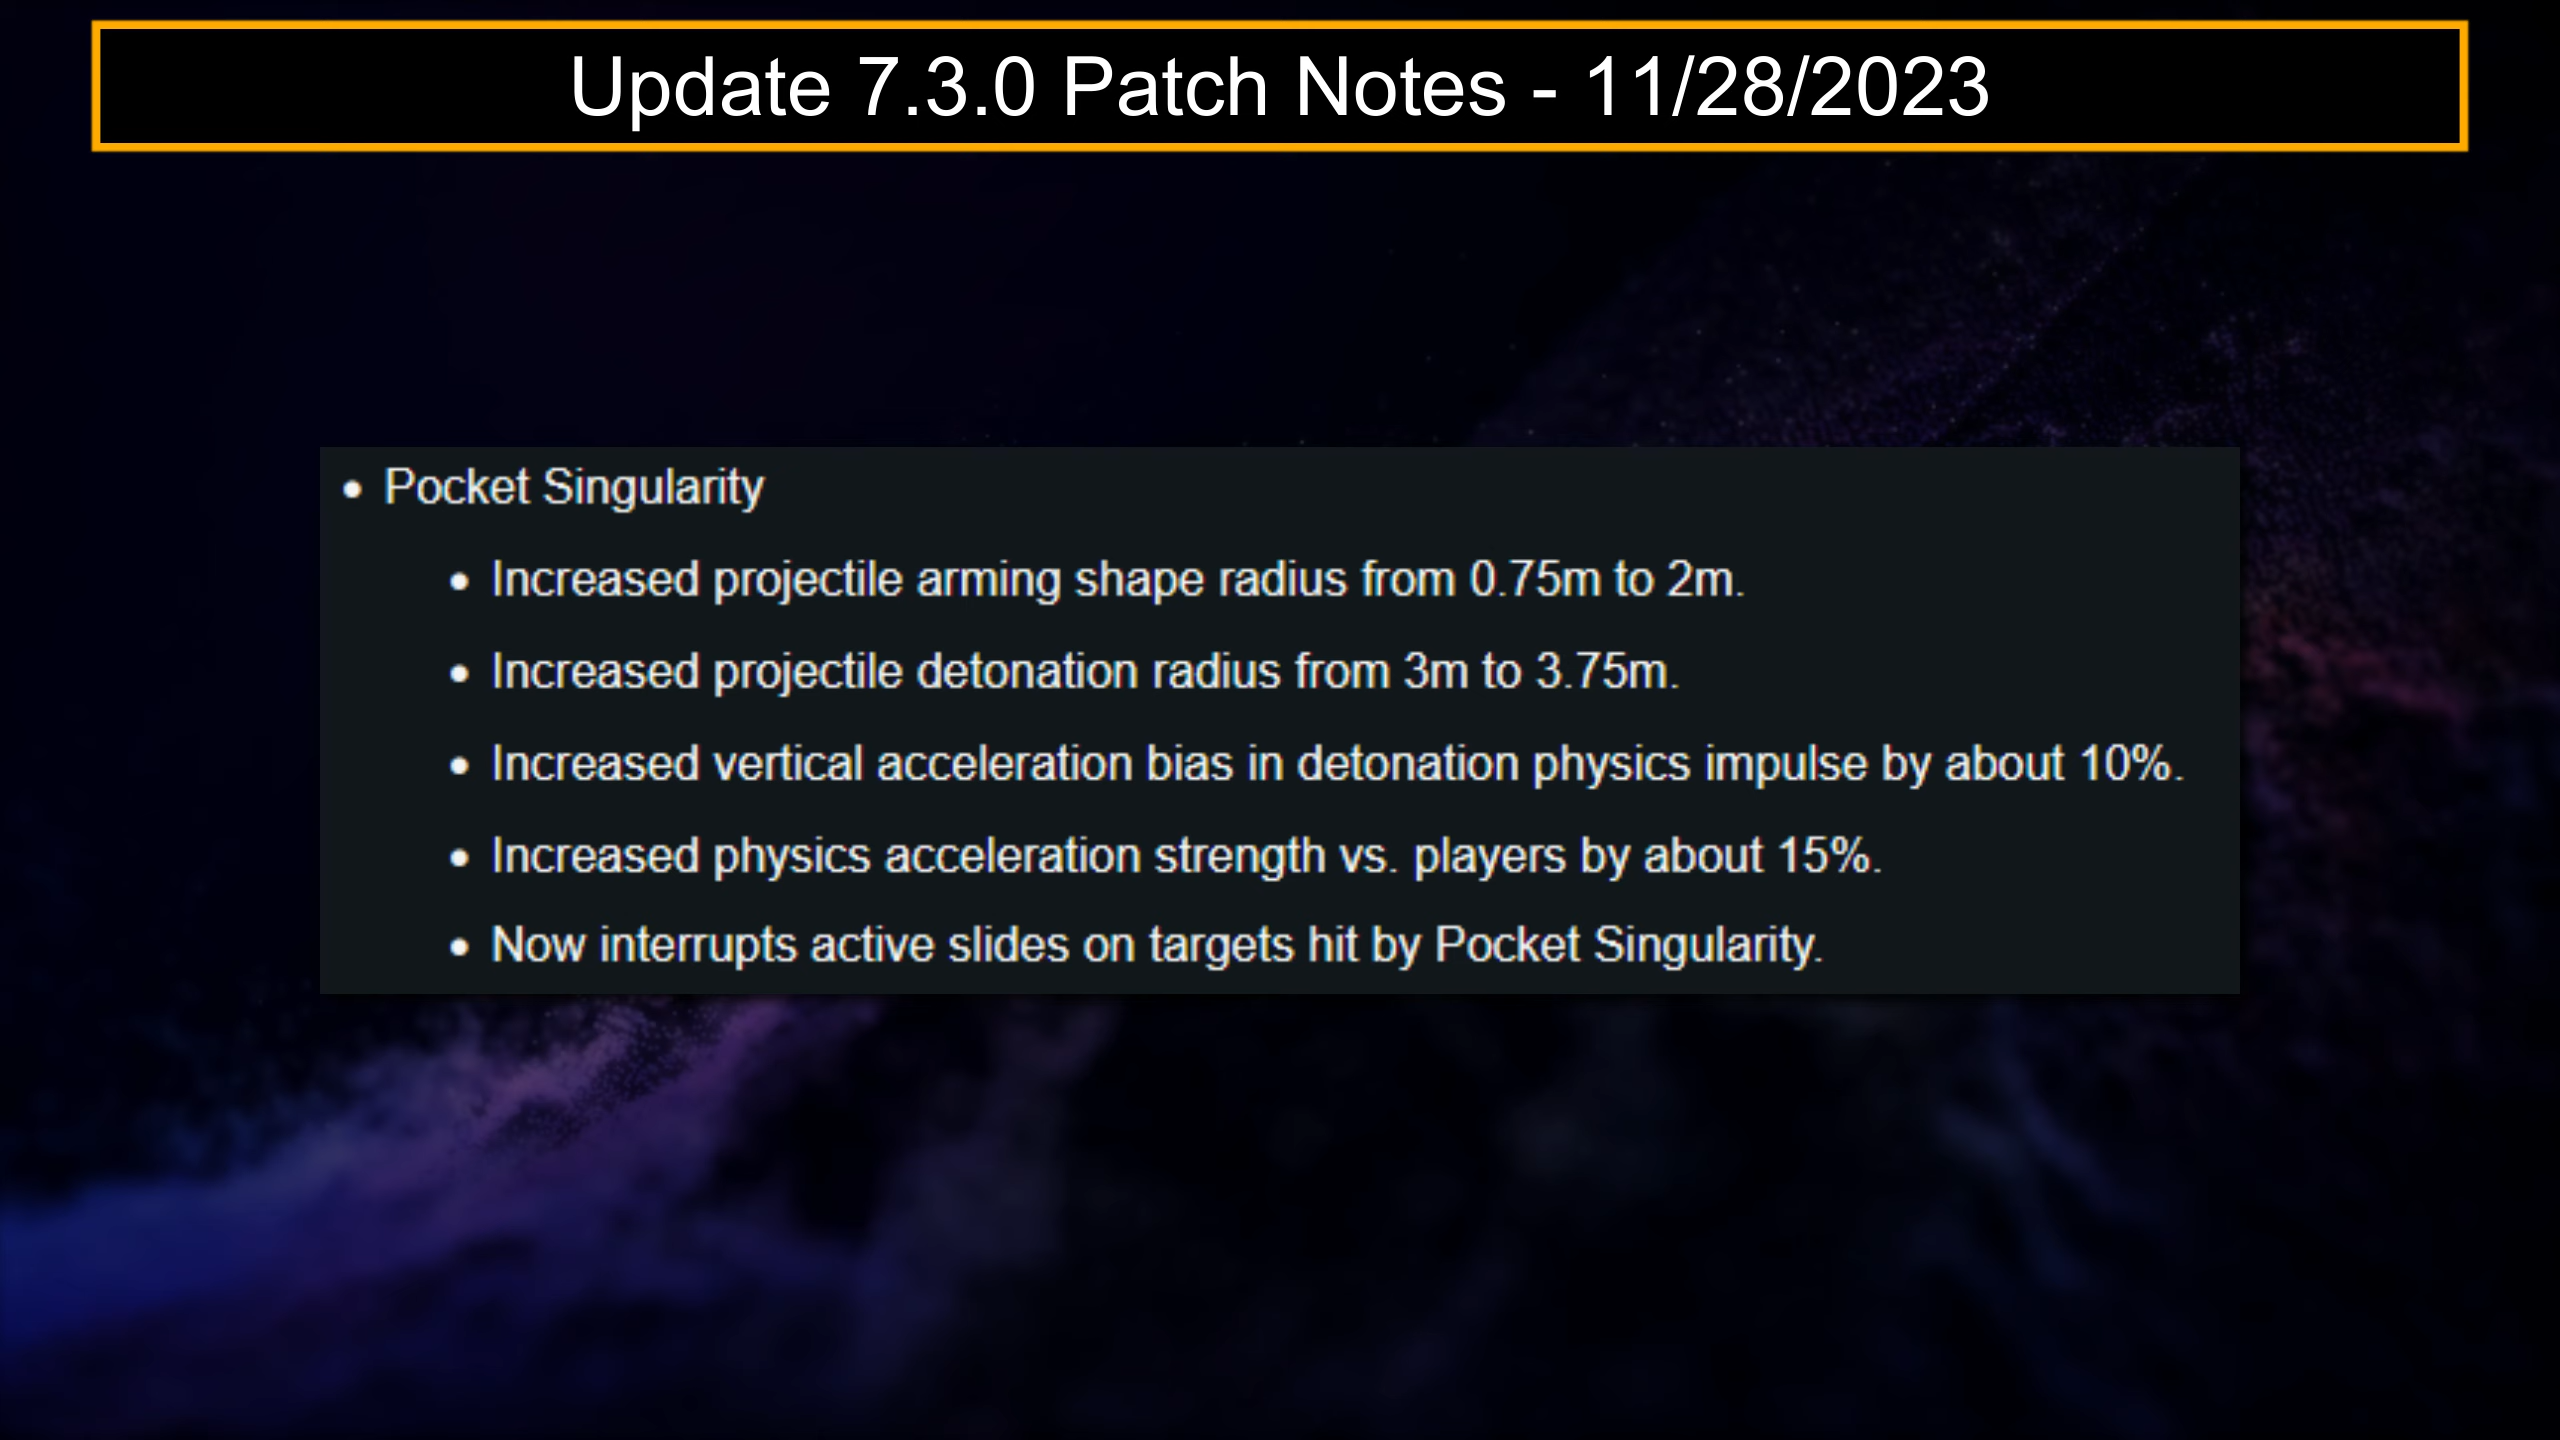 Update 7.3.0 Patch Notes - 11/28/2023
• Pocket Singularity
• Increased projectile arming shape radius from 0.75m to 2m.
• Increased projectile detonation radius from 3m to 3.75m.
• Increased vertical acceleration bias in detonation physics impulse by about 10%.
• Increased physics acceleration strength vs. players by about 15%.
• Now interrupts active slides on targets hit by Pocket Singularity.